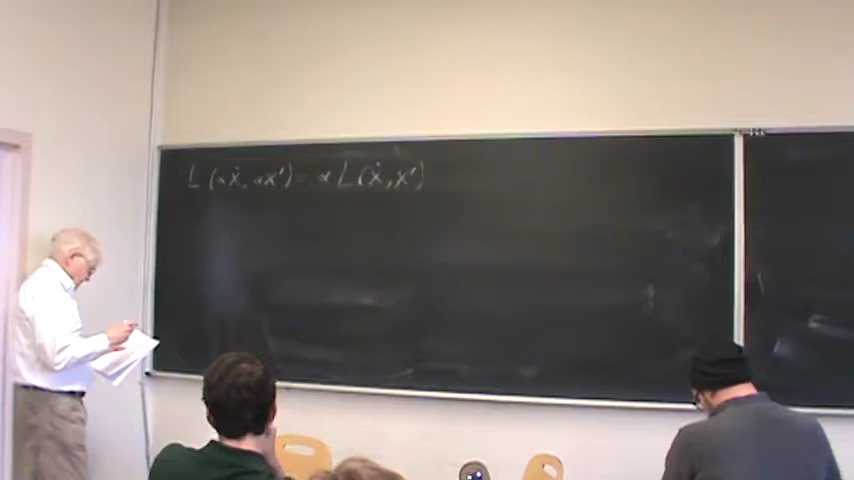 L (αẋ, αx') = α L(ẋ, x')